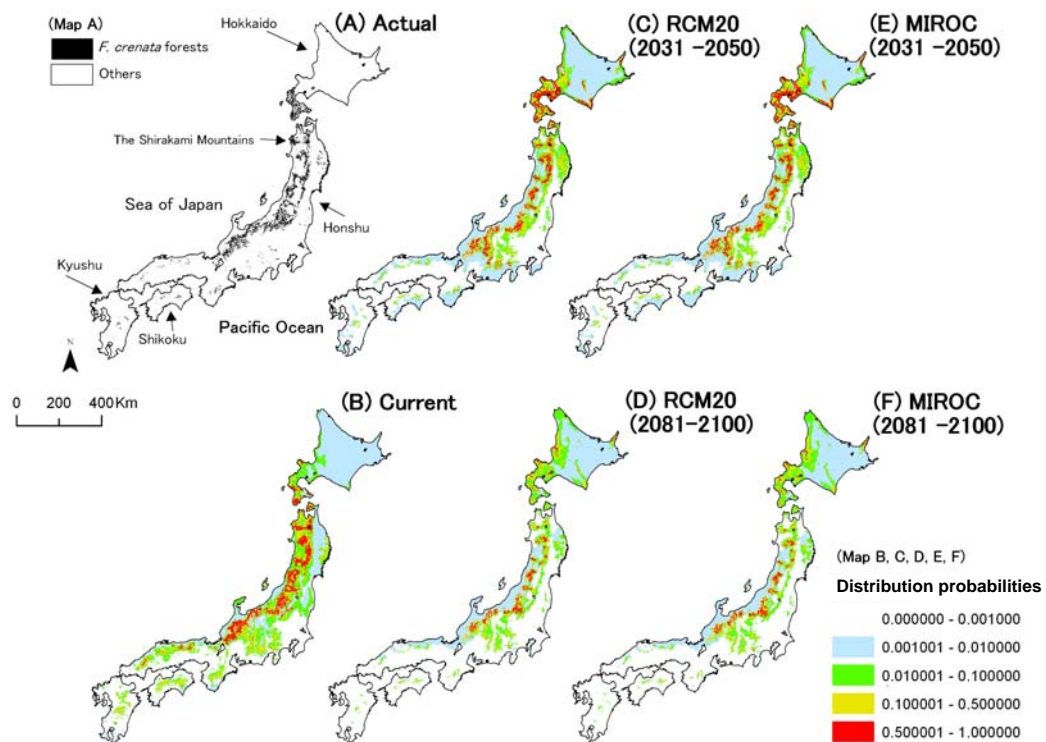 (Map A)
F. crenata forests
Others
(A) Actual
Hokkaido
The Shirakami Mountains
Sea of Japan
Honshu
Kyushu
Shikoku
Pacific Ocean
N
0 200 400 Km
(C) RCM20
(2031 -2050)
(E) MIROC
(2031 -2050)
(B) Current
(D) RCM20
(2081-2100)
(F) MIROC
(2081 -2100)
(Map B, C, D, E, F)
Distribution probabilities
0.000000 - 0.001000
0.001001 - 0.010000
0.010001 - 0.100000
0.100001 - 0.500000
0.500001 - 1.000000